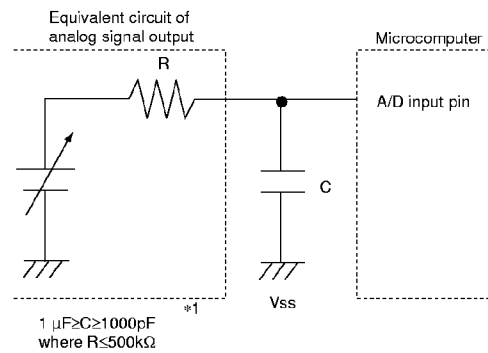 Equivalent circuit of
analog signal output
Microcomputer
R
A/D input pin
C
Vss
*1
1 μF≥C≥1000pF
where R≤500kΩ